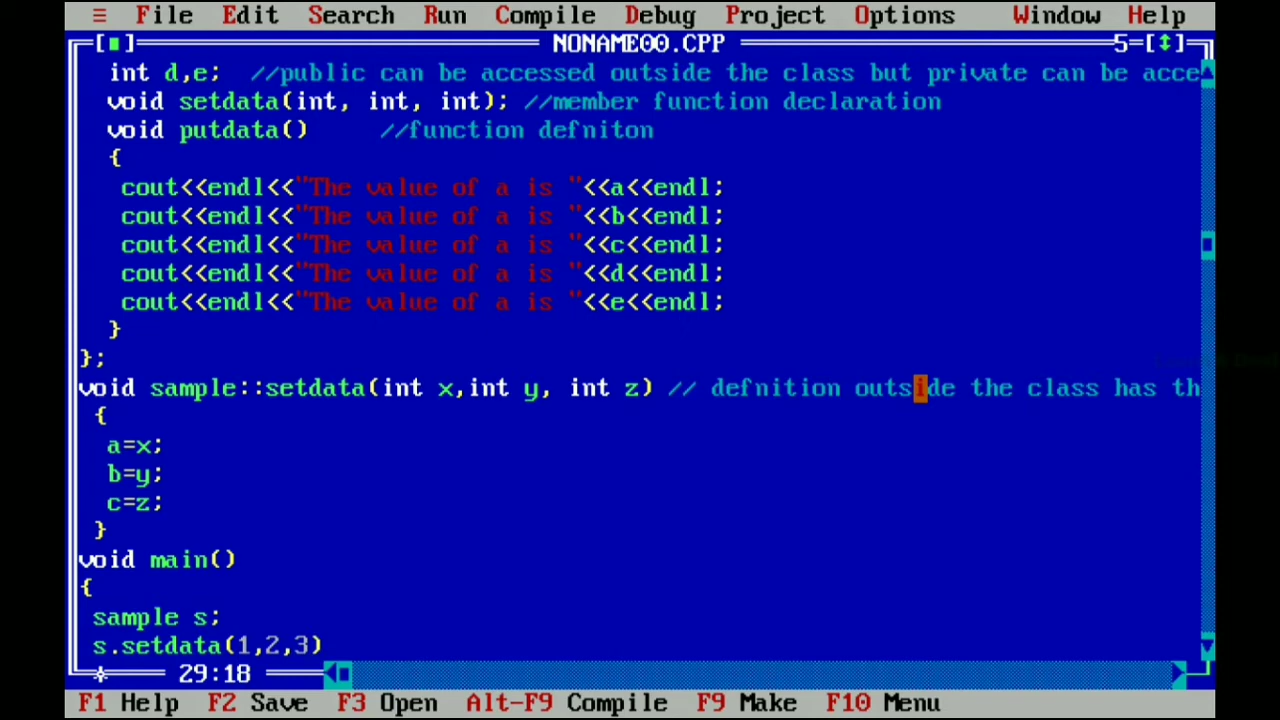 ≡ File Edit Search Run Compile Debug Project Options Window Help
[■] NONAME00.CPP 5=[↕]
int d,e; //public can be accessed outside the class but private can be acce
void setdata(int, int, int); //member function declaration
void putdata() //function defniton
{
cout<<endl<<"The value of a is "<<a<<endl;
cout<<endl<<"The value of a is "<<b<<endl;
cout<<endl<<"The value of a is "<<c<<endl;
cout<<endl<<"The value of a is "<<d<<endl;
cout<<endl<<"The value of a is "<<e<<endl;
}
};
void sample::setdata(int x,int y, int z) // defnition outside the class has th
{
a=x;
b=y;
c=z;
}
void main()
{
sample s;
s.setdata(1,2,3)
29:18
F1 Help F2 Save F3 Open Alt-F9 Compile F9 Make F10 Menu